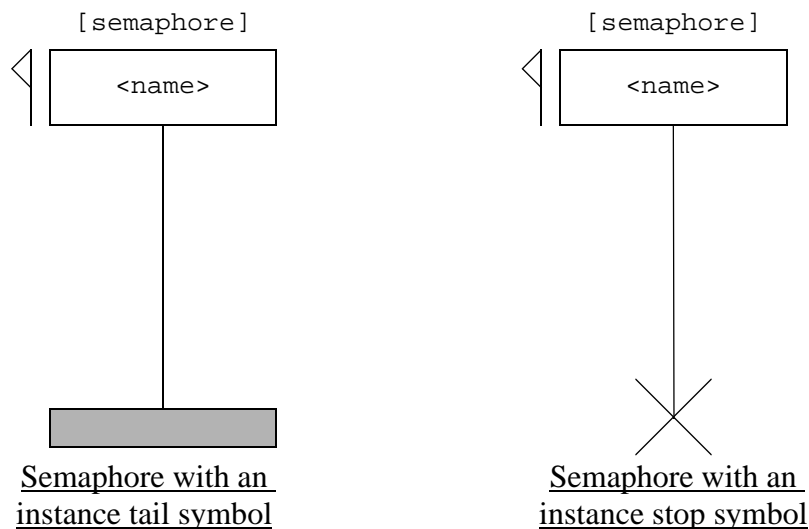 [semaphore]
<name>
Semaphore with an
instance tail symbol
[semaphore]
<name>
Semaphore with an
instance stop symbol